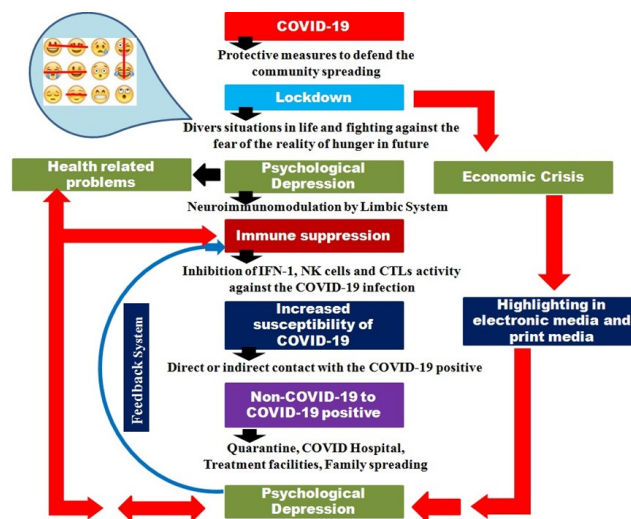 COVID-19
Protective measures to defend the
community spreading
Lockdown
Divers situations in life and fighting against the
fear of the reality of hunger in future
Health related
problems
Psychological
Depression
Economic Crisis
Neuroimmunomodulation by Limbic System
Immune suppression
Inhibition of IFN-1, NK cells and CTLs activity
against the COVID-19 infection
Increased
susceptibility of
COVID-19
Highlighting in
electronic media and
print media
Feedback System
Direct or indirect contact with the COVID-19 positive
Non-COVID-19 to
COVID-19 positive
Quarantine, COVID Hospital,
Treatment facilities, Family spreading
Psychological
Depression